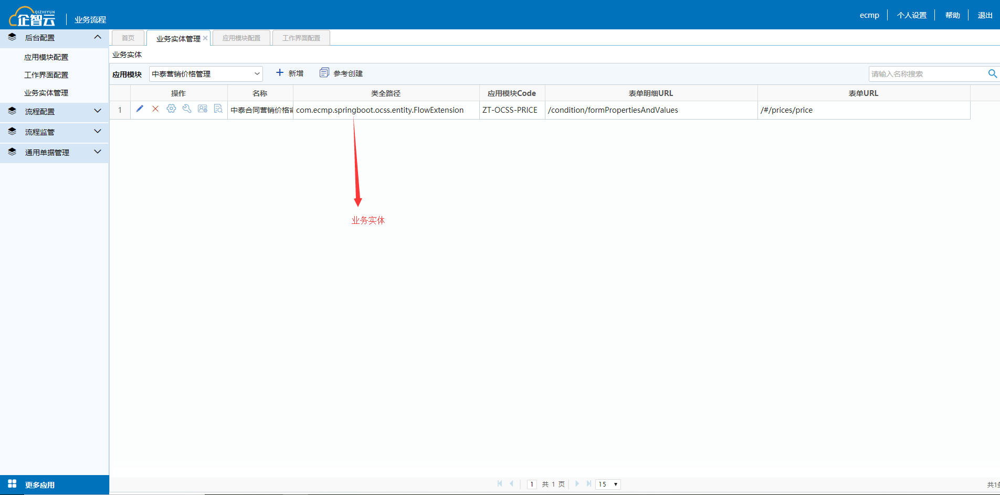 QIZHIYUN
企智云
业务流程
ecmp
个人设置
帮助
退出
后台配置
应用模块配置
工作界面配置
业务实体管理
流程配置
流程监管
通用单据管理
更多应用
首页
业务实体管理
应用模块配置
工作界面配置
业务实体
应用模块
中泰营销价格管理
新增
参考创建
请输入名称搜索
操作 名称 类全路径 应用模块Code 表单明细URL 表单URL
1 中泰合同营销价格审 com.ecmp.springboot.ocss.entity.FlowExtension ZT-OCSS-PRICE /condition/formPropertiesAndValues /#/prices/price
业务实体
1 共 1 页 15
共1条